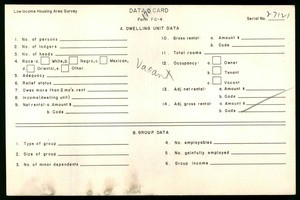 Low Income Housing Area Survey
DATA CARD
Form FC-4
Serial No. 27121
A. DWELLING UNIT DATA
1. No. of persons
2. No. of lodgers
3. No. of heads
4. Race: White, Negro, Mexican, Oriental, Other
5. Adequacy
6. Relief status
7. Owes more than 2 mo's. rent
8. Income (dwelling unit)
9. Net rental: a. Amount $
b. Code
Vacant
10. Gross rental: a. Amount $
b. Code
11. Total rooms
12. Occupancy: a. Owner
b. Tenant
c. Vacant
13. Adj. net rental: a. Amount $
b. Code
14. Adj. gross rental: a. Amount $
b. Code
B. GROUP DATA
1. Type of group
2. Size of group
3. No. of minor dependents
4. No. employables
5. No. gainfully employed
6. Group income